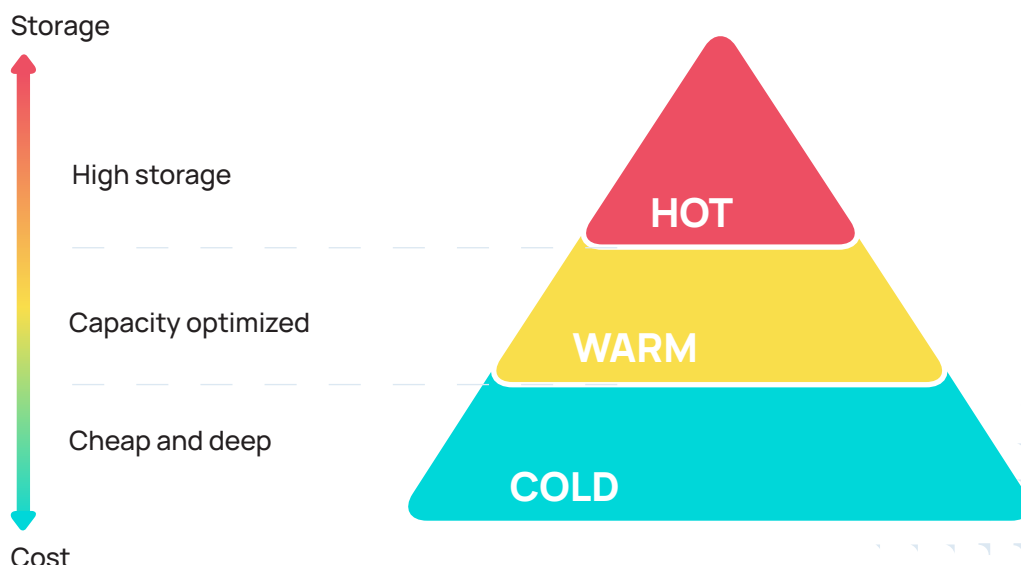 Storage
High storage
HOT
Capacity optimized
WARM
Cheap and deep
COLD
Cost